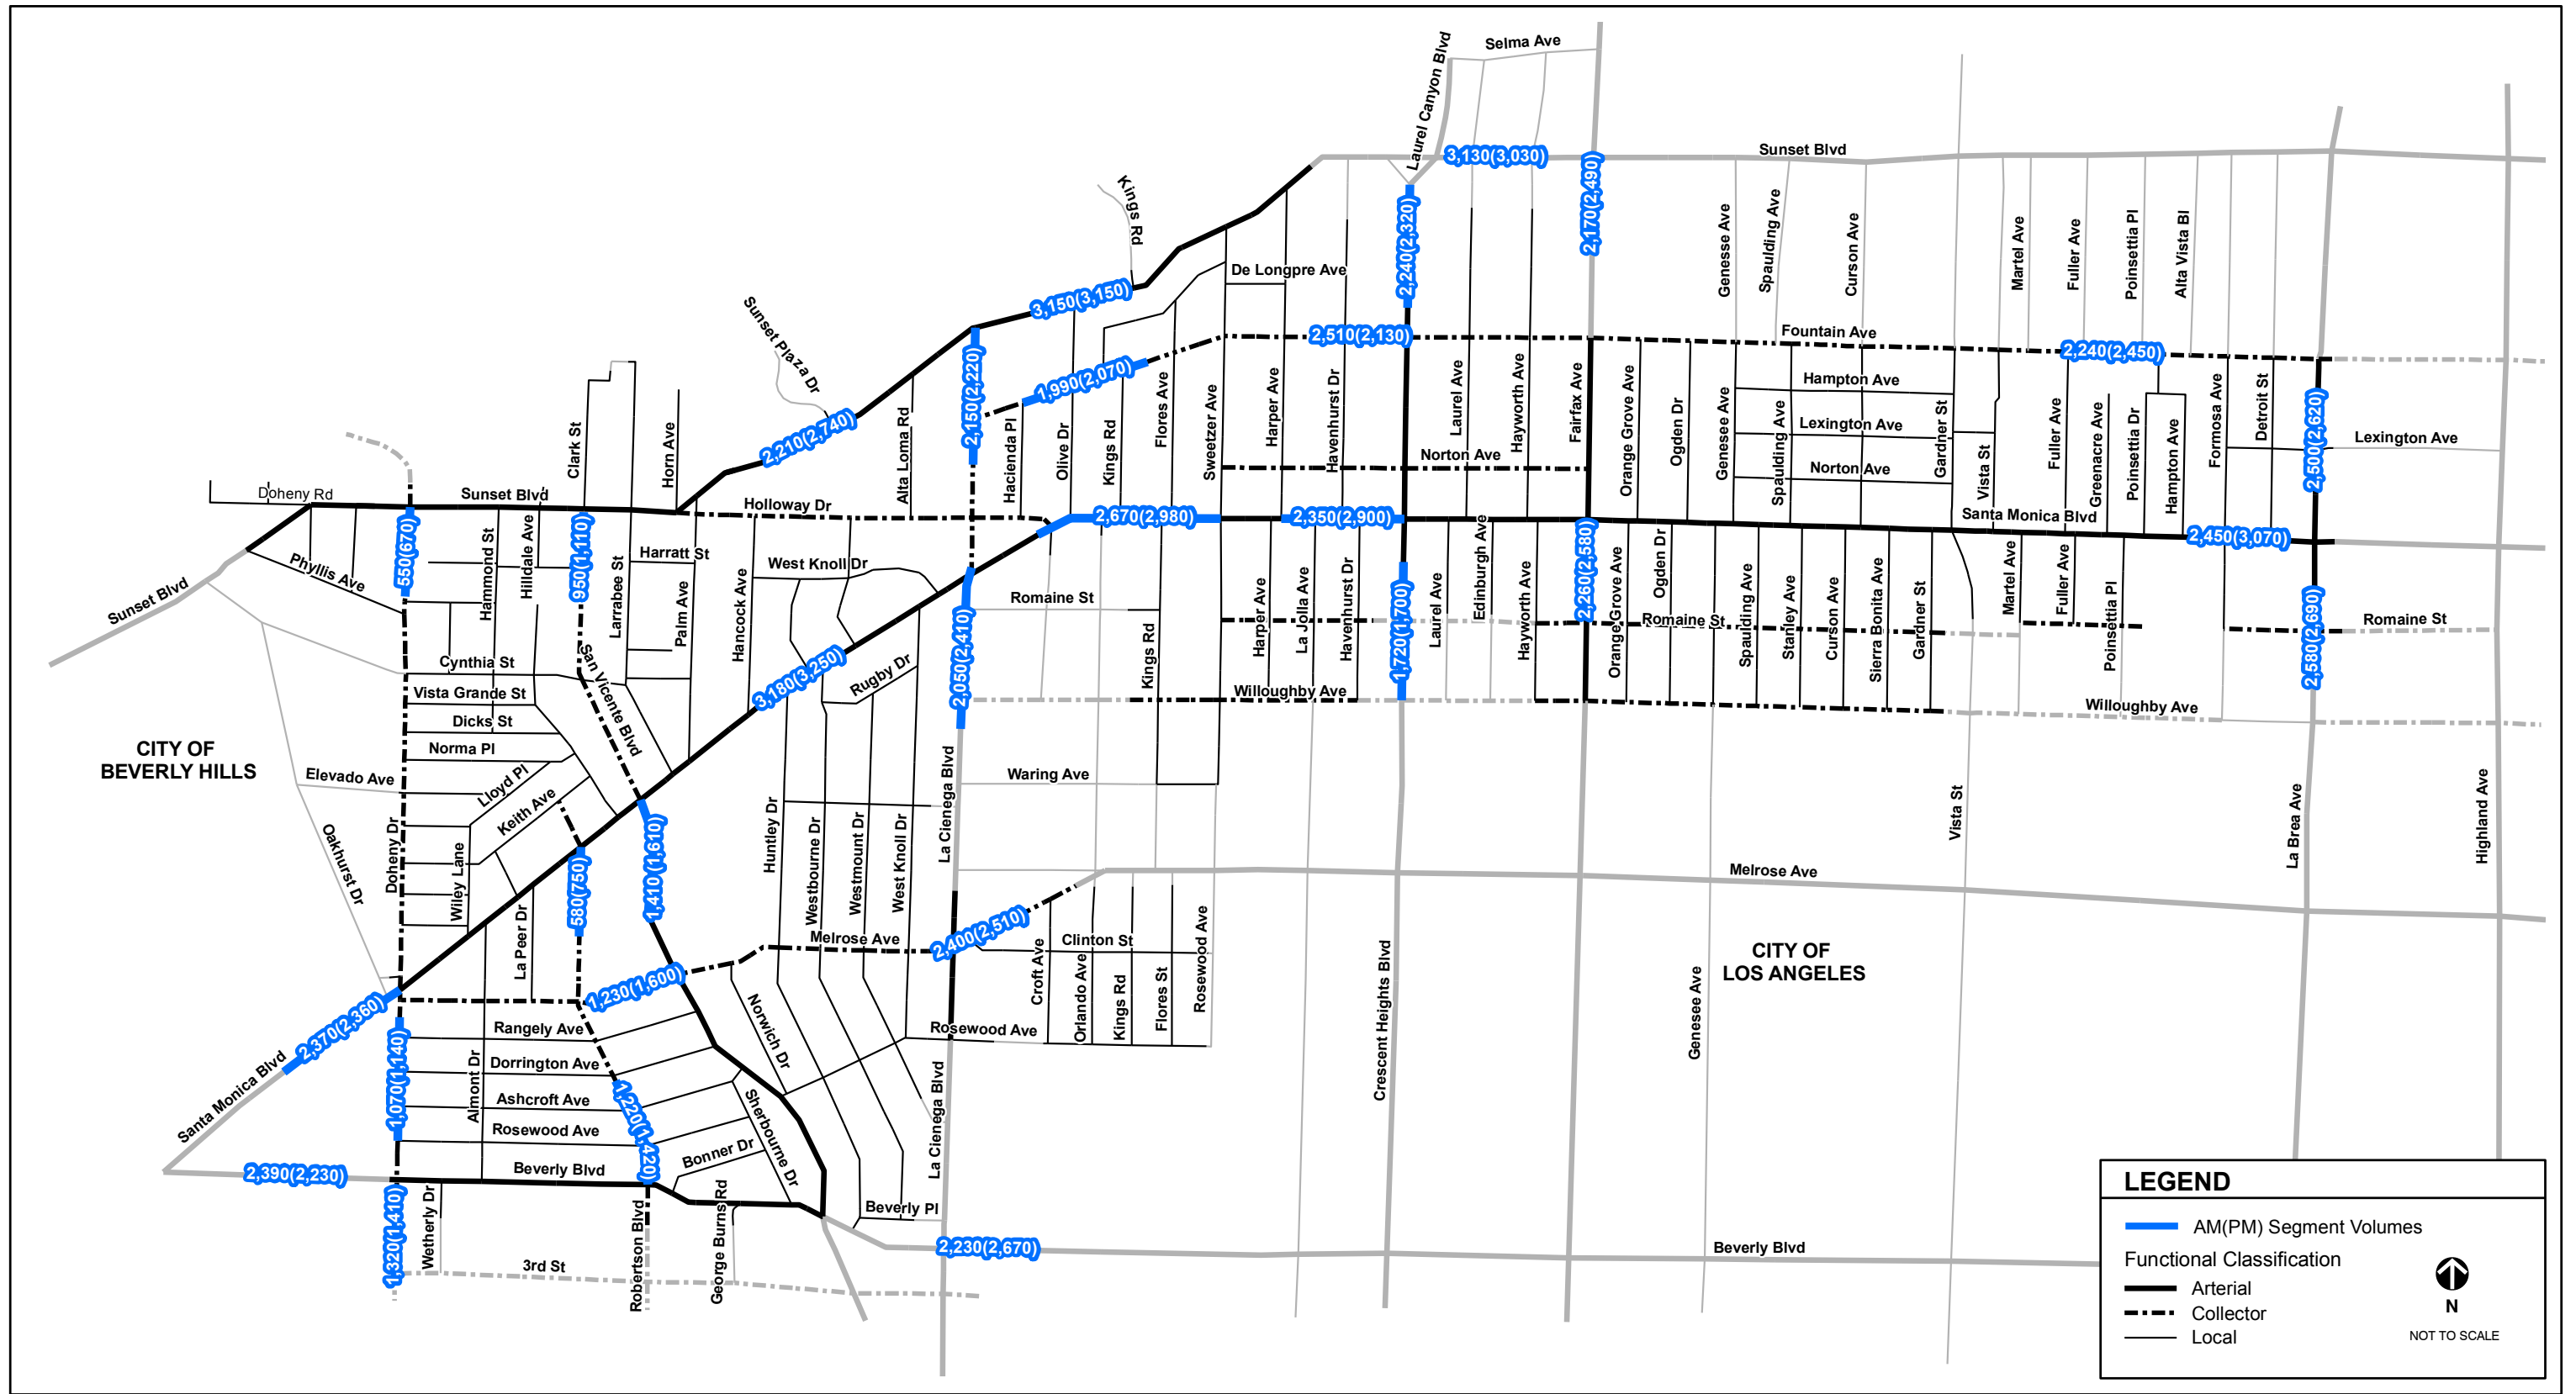 Selma Ave
Laurel Canyon Blvd
3,130(3,030)
Sunset Blvd
2,170(2,490)
Kings Rd
2,240(2,320)
De Longpre Ave
Genesee Ave
Spaulding Ave
Curson Ave
Martel Ave
Fuller Ave
Poinsettia Pl
Alta Vista Bl
3,150(3,150)
Sunset Plaza Dr
2,510(2,130)
Fountain Ave
2,240(2,450)
2,150(2,220)
1,990(2,070)
2,210(2,740)
Clark St
Horn Ave
Alta Loma Rd
Hacienda Pl
Olive Dr
Kings Rd
Flores Ave
Sweetzer Ave
Harper Ave
Havenhurst Dr
Laurel Ave
Hayworth Ave
Fairfax Ave
Orange Grove Ave
Ogden Dr
Genesee Ave
Hampton Ave
Spaulding Ave
Lexington Ave
Norton Ave
Norton Ave
Gardner St
Vista St
Fuller Ave
Greenacre Ave
Poinsettia Dr
Hampton Ave
Formosa Ave
Detroit St
2,500(2,620)
Lexington Ave
Doheny Rd
Sunset Blvd
Holloway Dr
2,670(2,980)
2,350(2,900)
Santa Monica Blvd
2,450(3,070)
550(670)
950(1,110)
Hammond St
Hilldale Ave
Larrabee St
Harratt St
Palm Ave
Hancock Ave
West Knoll Dr
Phyllis Ave
Sunset Blvd
Romaine St
2,050(2,410)
Kings Rd
Harper Ave
La Jolla Ave
Havenhurst Dr
1,720(1,700)
Laurel Ave
Edinburgh Ave
Hayworth Ave
2,260(2,580)
Orange Grove Ave
Ogden Dr
Romaine St
Spaulding Ave
Stanley Ave
Curson Ave
Sierra Bonita Ave
Gardner St
Martel Ave
Fuller Ave
Poinsettia Pl
2,580(2,690)
Romaine St
Cynthia St
San Vicente Blvd
Vista Grande St
Dicks St
Norma Pl
3,180(3,250)
Rugby Dr
Willoughby Ave
Willoughby Ave
CITY OF
BEVERLY HILLS
Elevado Ave
Lloyd Pl
Keith Ave
Oakhurst Dr
Doheny Dr
Wiley Lane
La Peer Dr
580(750)
1,410(1,610)
Huntley Dr
Westbourne Dr
Westmount Dr
West Knoll Dr
La Cienega Blvd
Waring Ave
Vista St
La Brea Ave
Highland Ave
Melrose Ave
Melrose Ave
2,400(2,510)
Clinton St
Croft Ave
Orlando Ave
Kings Rd
Flores St
Rosewood Ave
Crescent Heights Blvd
Genesee Ave
CITY OF
LOS ANGELES
1,230(1,600)
2,370(2,360)
Santa Monica Blvd
1,070(1,140)
Rangely Ave
Dorrington Ave
Almont Dr
Ashcroft Ave
Rosewood Ave
1,220(1,420)
Norwich Dr
Sherbourne Dr
Bonner Dr
Rosewood Ave
La Cienega Blvd
2,390(2,230)
Beverly Blvd
Beverly Pl
1,320(1,410)
Wetherly Dr
3rd St
Robertson Blvd
George Burns Rd
2,230(2,670)
Beverly Blvd
LEGEND
AM(PM) Segment Volumes
Functional Classification
Arterial
Collector
Local
N
NOT TO SCALE